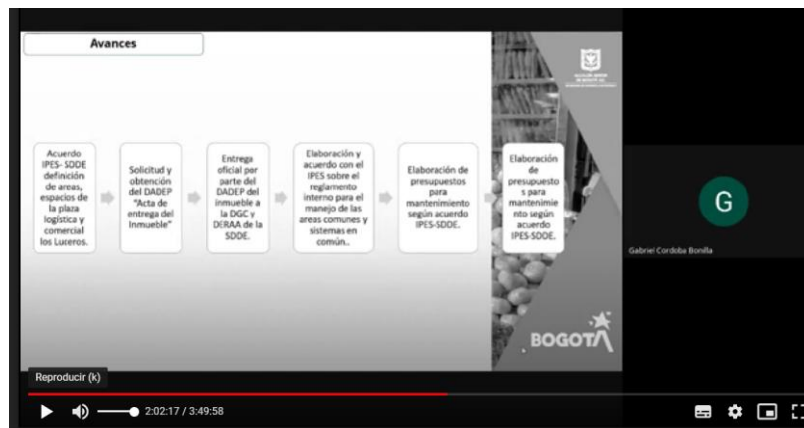 Avances
Acuerdo
IPES- SDDE
definición
de areas,
espacios de
la plaza
logística y
comercial
los Luceros.
Solicitud y
obtención
del DADEP
"Acta de
entrega del
Inmueble"
Entrega
oficial por
parte del
DADEP del
inmueble a
la DGC y
DERAA de la
SDDE.
Elaboración y
acuerdo con el
IPES sobre el
reglamento
interno para el
manejo de las
areas comunes y
sistemas en
común..
Elaboración de
presupuestos
para
mantenimiento
según acuerdo
IPES-SDDE.
Elaboración
de
presupuesto
s para
mantenimie
nto según
acuerdo
IPES-SDDE.
BOGOTÁ
G
Gabriel Cordoba Bonilla
Reproducir (k)
2:02:17 / 3:49:58